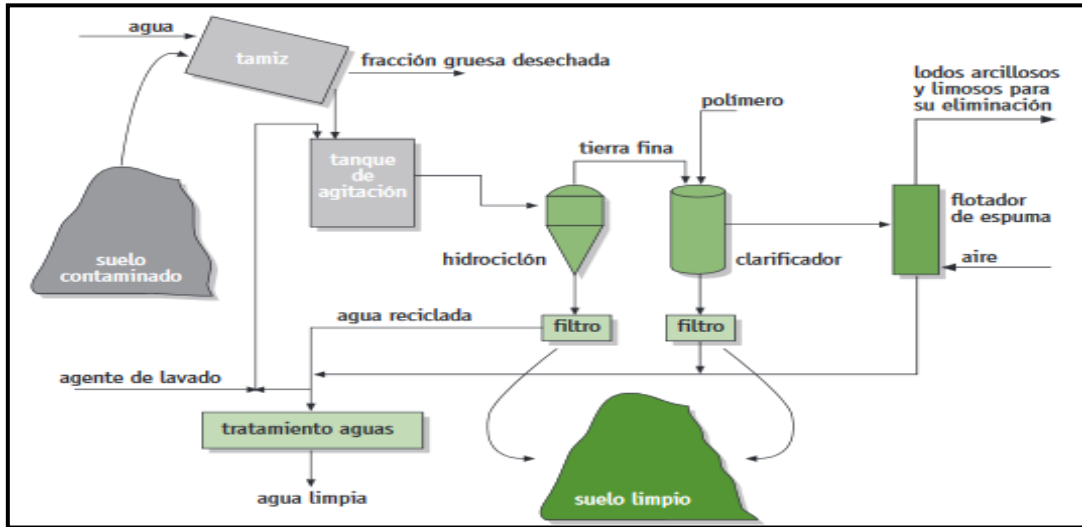 agua
tamiz
fracción gruesa desechada
lodos arcillosos
y limosos para
su eliminación
polímero
tierra fina
tanque
de
agitación
flotador
de espuma
suelo
contaminado
hidrociclón
clarificador
aire
agua reciclada
filtro
filtro
agente de lavado
tratamiento aguas
agua limpia
suelo limpio